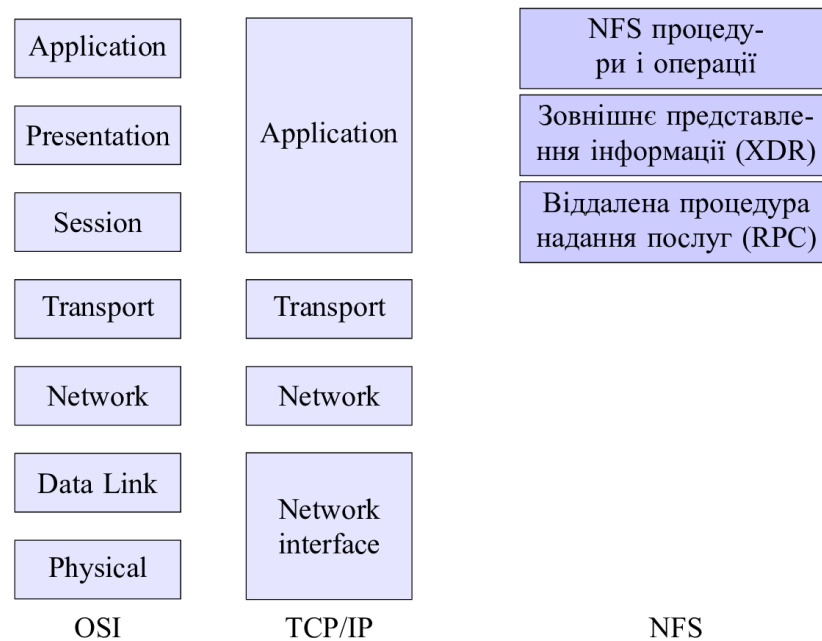 Application
Presentation
Session
Transport
Network
Data Link
Physical
OSI
Application
Transport
Network
Network
interface
TCP/IP
NFS процеду-
ри і операції
Зовнішнє представле-
ння інформації (XDR)
Віддалена процедура
надання послуг (RPC)
NFS